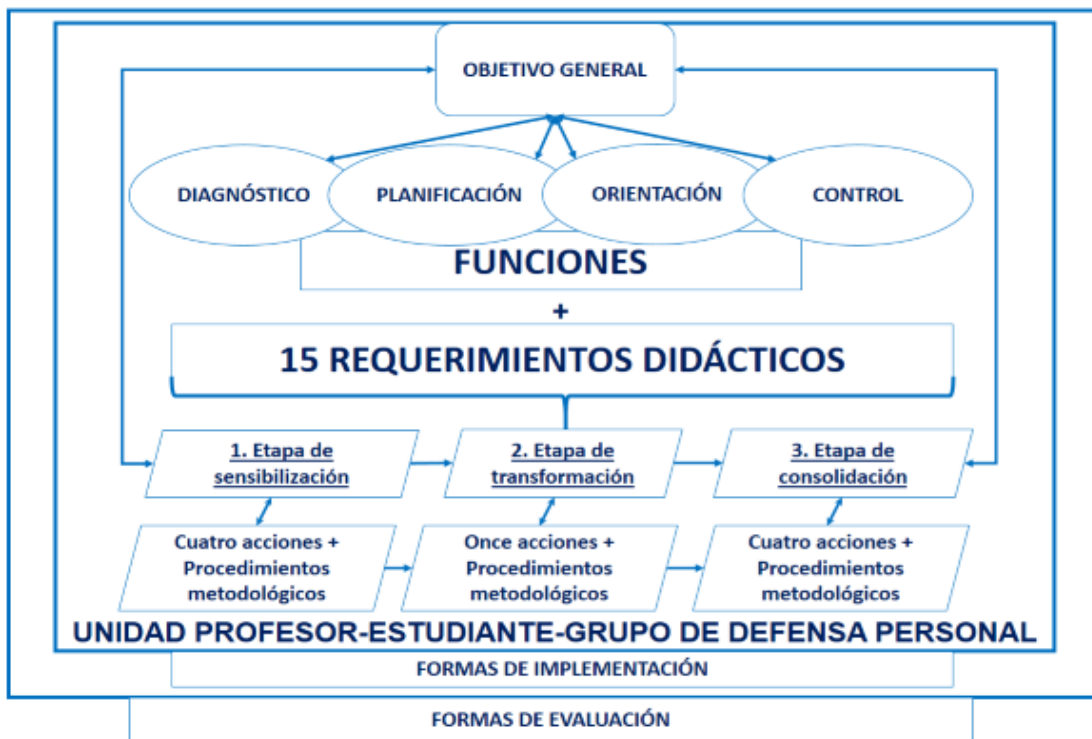 OBJETIVO GENERAL
DIAGNÓSTICO
PLANIFICACIÓN
ORIENTACIÓN
CONTROL
FUNCIONES
+
15 REQUERIMIENTOS DIDÁCTICOS
1. Etapa de
sensibilización
2. Etapa de
transformación
3. Etapa de
consolidación
Cuatro acciones +
Procedimientos
metodológicos
Once acciones +
Procedimientos
metodológicos
Cuatro acciones +
Procedimientos
metodológicos
UNIDAD PROFESOR-ESTUDIANTE-GRUPO DE DEFENSA PERSONAL
FORMAS DE IMPLEMENTACIÓN
FORMAS DE EVALUACIÓN